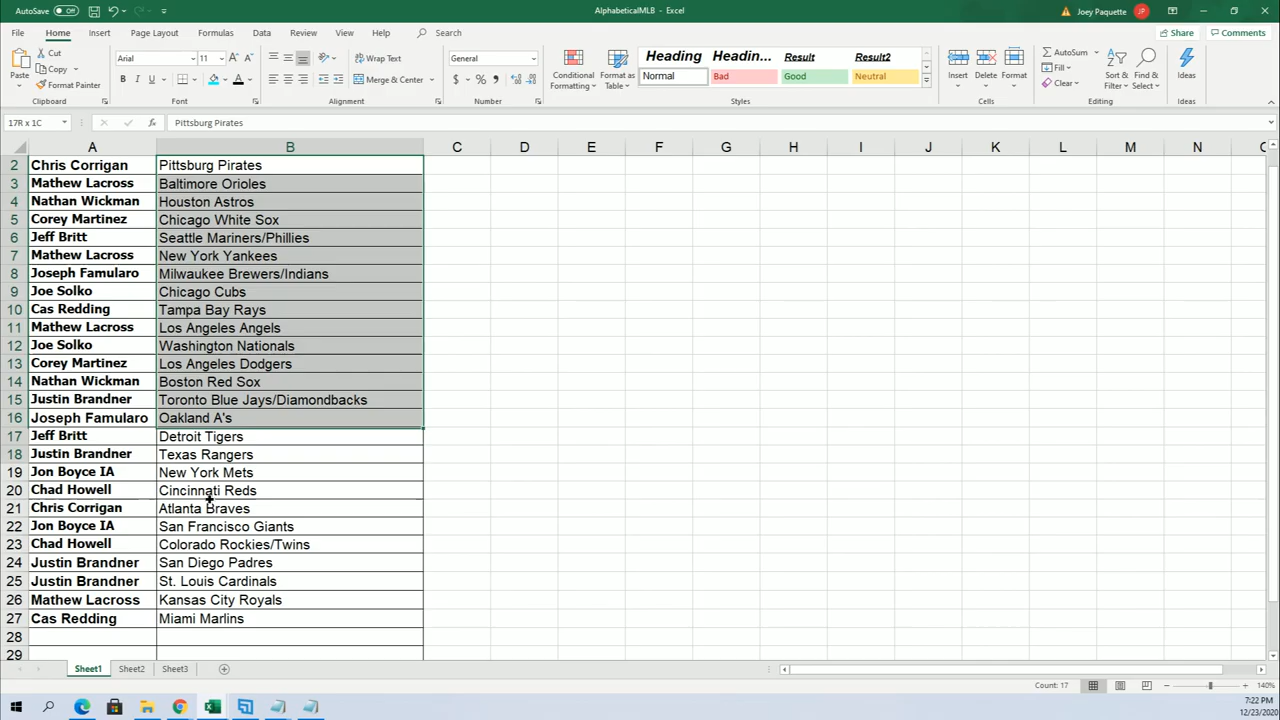 AutoSave Off AlphabeticalMLB - Excel Joey Paquette JP
File Home Insert Page Layout Formulas Data Review View Help Search Share Comments
Cut Arial 11 Wrap Text General Heading Headin... Result Result2 AutoSum
Copy Fill
Paste Format Painter B I U Merge & Center $ % Conditional Formatting Format as Table Normal Bad Good Neutral Insert Delete Format Clear Sort & Filter Find & Select Ideas
Clipboard Font Alignment Number Styles Cells Editing Ideas
17R x 1C fx Pittsburg Pirates
A B C D E F G H I J K L M N
2 Chris Corrigan Pittsburg Pirates
3 Mathew Lacross Baltimore Orioles
4 Nathan Wickman Houston Astros
5 Corey Martinez Chicago White Sox
6 Jeff Britt Seattle Mariners/Phillies
7 Mathew Lacross New York Yankees
8 Joseph Famularo Milwaukee Brewers/Indians
9 Joe Solko Chicago Cubs
10 Cas Redding Tampa Bay Rays
11 Mathew Lacross Los Angeles Angels
12 Joe Solko Washington Nationals
13 Corey Martinez Los Angeles Dodgers
14 Nathan Wickman Boston Red Sox
15 Justin Brandner Toronto Blue Jays/Diamondbacks
16 Joseph Famularo Oakland A's
17 Jeff Britt Detroit Tigers
18 Justin Brandner Texas Rangers
19 Jon Boyce IA New York Mets
20 Chad Howell Cincinnati Reds
21 Chris Corrigan Atlanta Braves
22 Jon Boyce IA San Francisco Giants
23 Chad Howell Colorado Rockies/Twins
24 Justin Brandner San Diego Padres
25 Justin Brandner St. Louis Cardinals
26 Mathew Lacross Kansas City Royals
27 Cas Redding Miami Marlins
28
29
Sheet1 Sheet2 Sheet3
Count: 17 140%
7:22 PM
12/23/2020